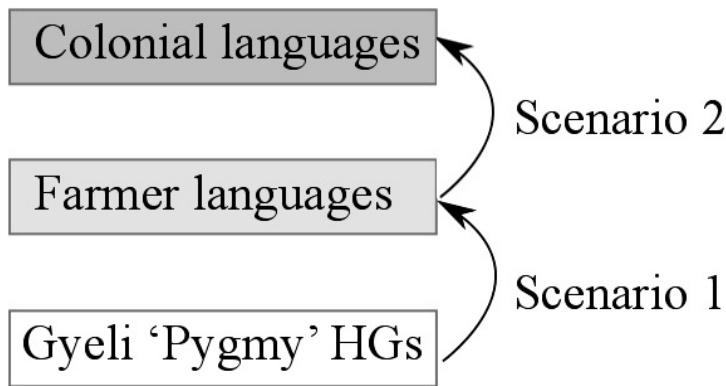 Colonial languages
Scenario 2
Farmer languages
Scenario 1
Gyeli ‘Pygmy’ HGs